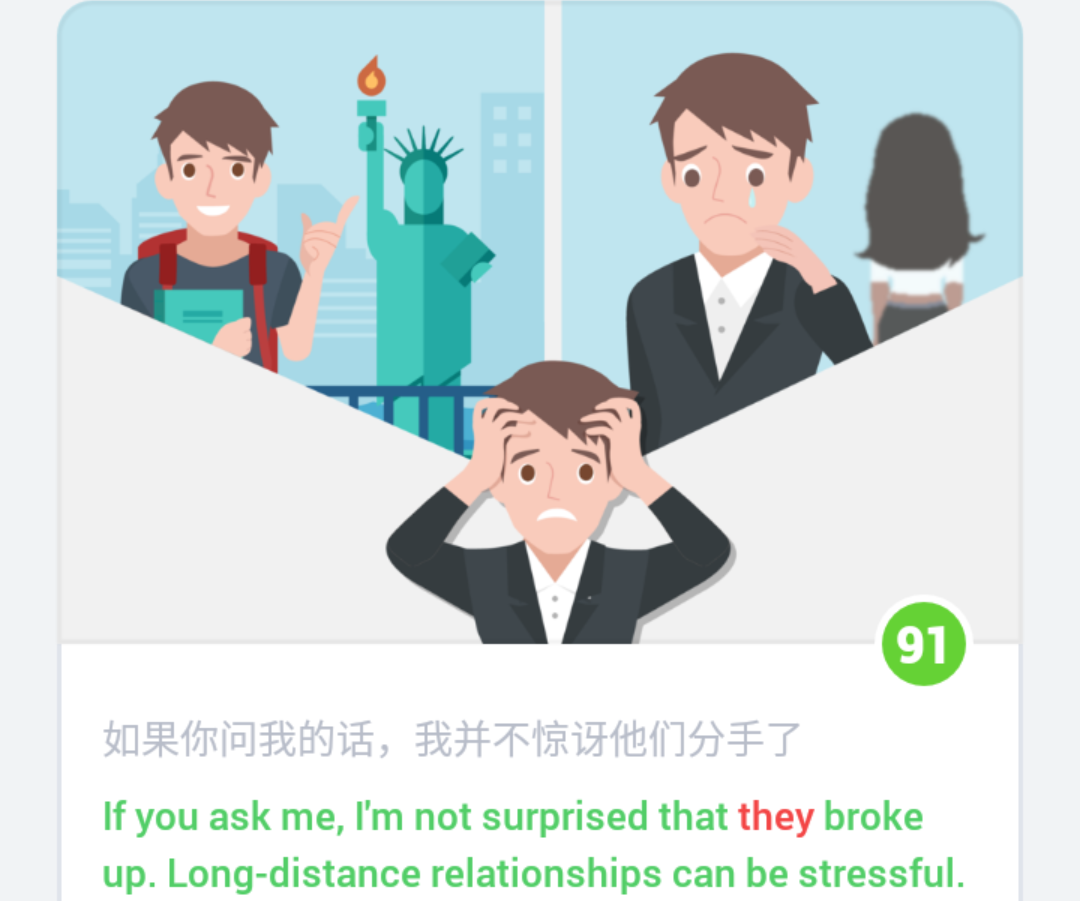 91
如果你问我的话，我并不惊讶他们分手了
If you ask me, I'm not surprised that they broke
up. Long-distance relationships can be stressful.